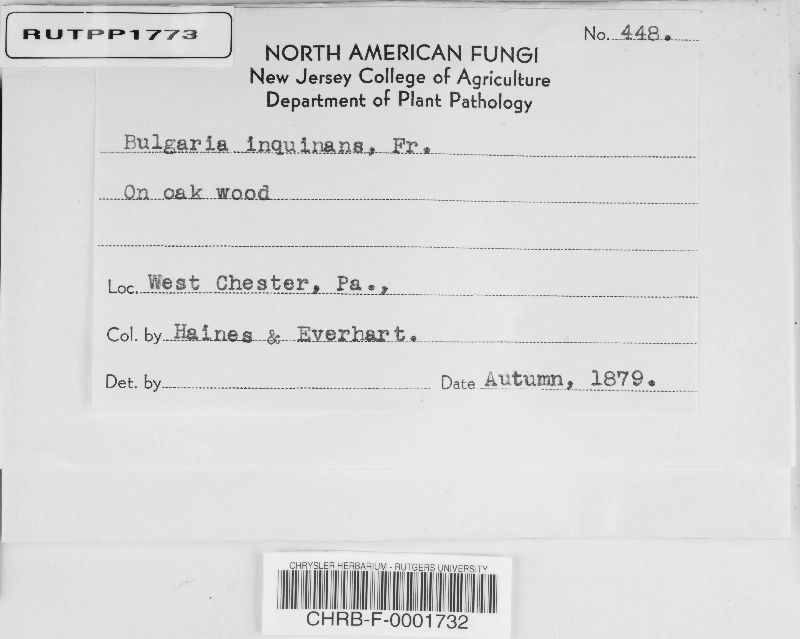 RUTPP1773
No. 448.
NORTH AMERICAN FUNGI
New Jersey College of Agriculture
Department of Plant Pathology
Bulgaria inquinans, Fr.
On oak wood
Loc. West Chester, Pa.,
Col. by Haines & Everhart.
Det. by
Date Autumn, 1879.
CHRYSLER HERBARIUM - RUTGERS UNIVERSITY
CHRB-F-0001732